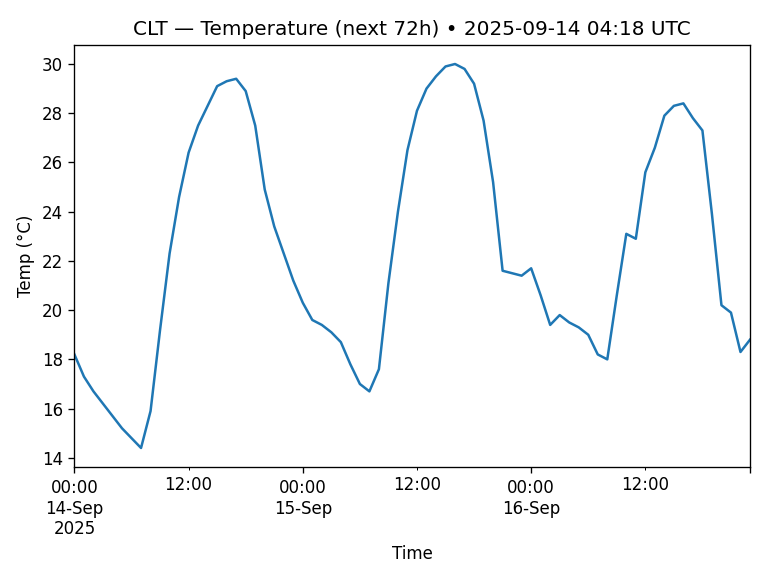 CLT — Temperature (next 72h) • 2025-09-14 04:18 UTC
Temp (°C)
30
28
26
24
22
20
18
16
14
00:00 12:00 00:00 12:00 00:00 12:00
14-Sep 15-Sep 16-Sep
2025
Time